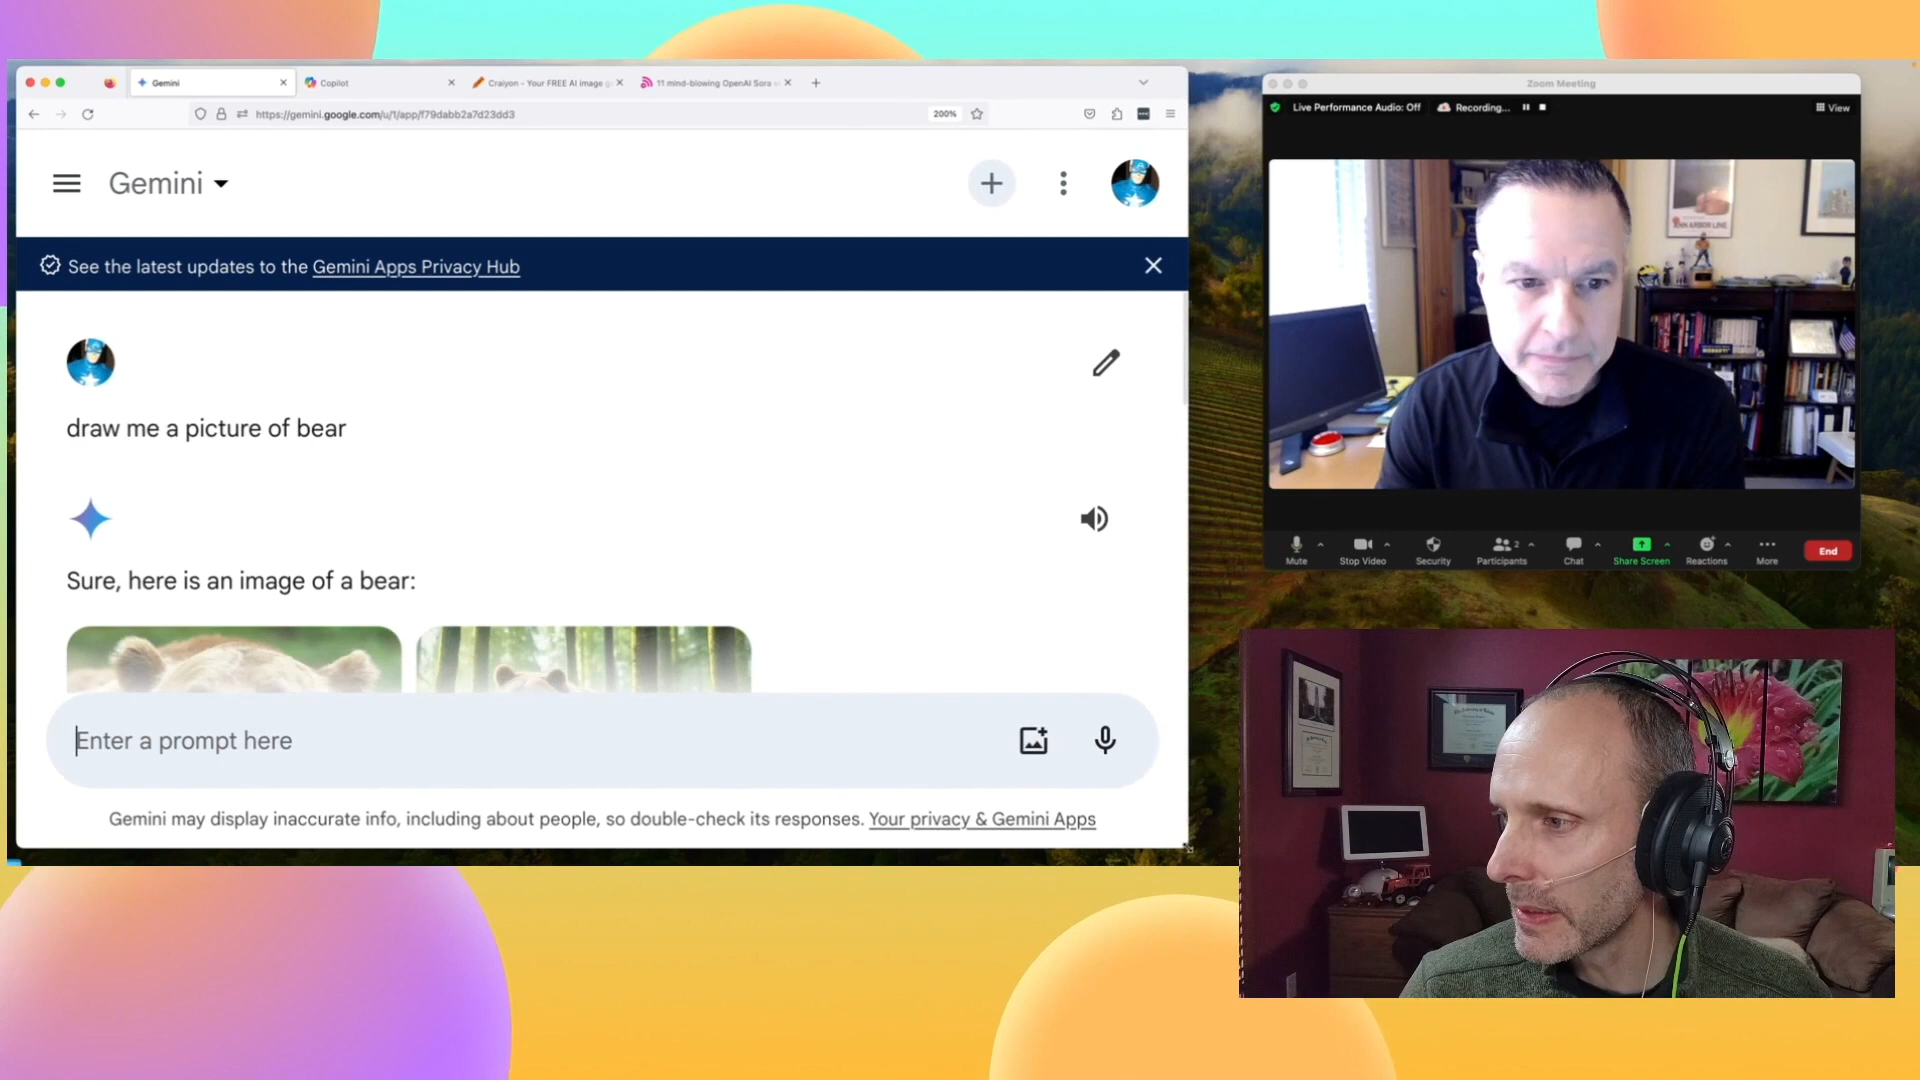 Gemini
Copilot
Craiyon - Your FREE AI image g
11 mind-blowing OpenAI Sora
https://gemini.google.com/u/1/app/f79dabb2a7d23dd3
200%
Gemini
See the latest updates to the Gemini Apps Privacy Hub
draw me a picture of bear
Sure, here is an image of a bear:
Enter a prompt here
Gemini may display inaccurate info, including about people, so double-check its responses. Your privacy & Gemini Apps
Zoom Meeting
Live Performance Audio: Off
Recording...
View
ANN ARBOR LINE
2
Mute
Stop Video
Security
Participants
Chat
Share Screen
Reactions
More
End